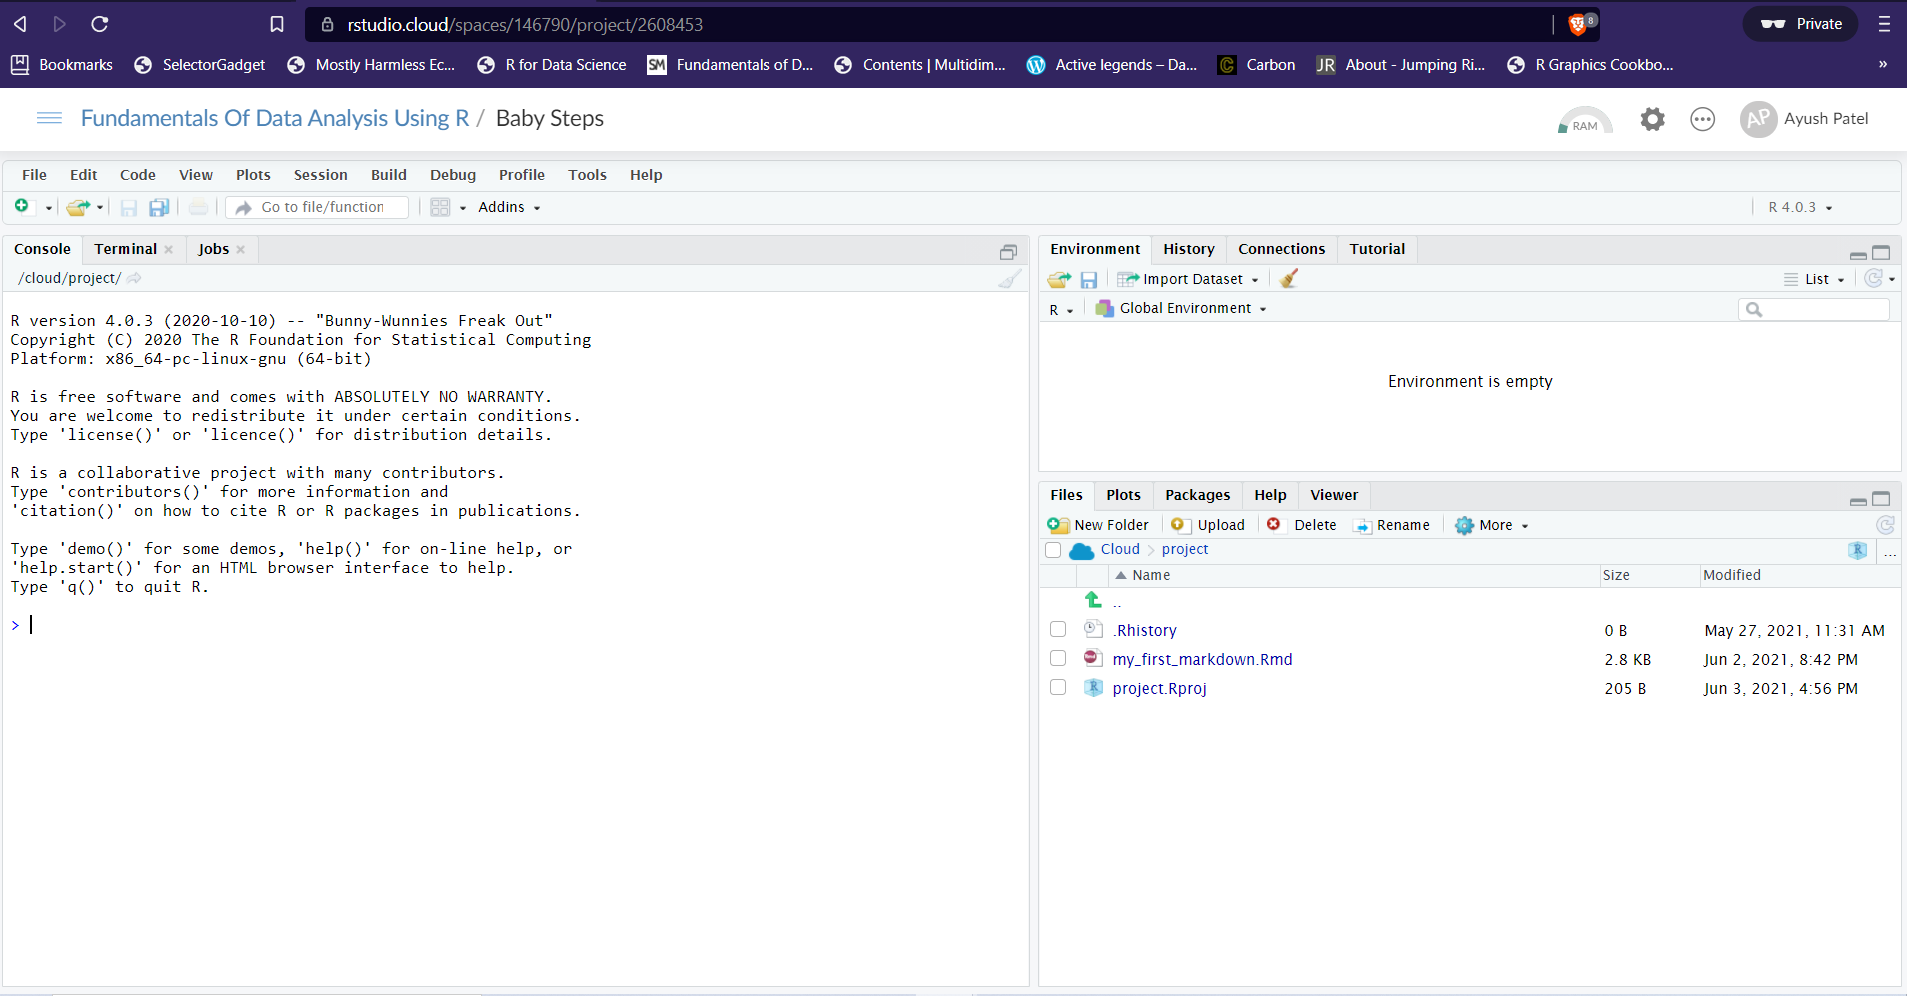 rstudio.cloud/spaces/146790/project/2608453
8
Private
Bookmarks SelectorGadget Mostly Harmless Ec... R for Data Science SM Fundamentals of D... Contents | Multidim... Active legends – Da... C Carbon JR About - Jumping Ri... R Graphics Cookbo... »
Fundamentals Of Data Analysis Using R / Baby Steps
RAM
AP Ayush Patel
File Edit Code View Plots Session Build Debug Profile Tools Help
Go to file/function Addins R 4.0.3
Console Terminal Jobs
/cloud/project/
R version 4.0.3 (2020-10-10) -- "Bunny-Wunnies Freak Out"
Copyright (C) 2020 The R Foundation for Statistical Computing
Platform: x86_64-pc-linux-gnu (64-bit)
R is free software and comes with ABSOLUTELY NO WARRANTY.
You are welcome to redistribute it under certain conditions.
Type 'license()' or 'licence()' for distribution details.
R is a collaborative project with many contributors.
Type 'contributors()' for more information and
'citation()' on how to cite R or R packages in publications.
Type 'demo()' for some demos, 'help()' for on-line help, or
'help.start()' for an HTML browser interface to help.
Type 'q()' to quit R.
>
Environment History Connections Tutorial
Import Dataset List
R Global Environment
Environment is empty
Files Plots Packages Help Viewer
New Folder Upload Delete Rename More
Cloud project R ...
Name Size Modified
..
.Rhistory 0 B May 27, 2021, 11:31 AM
my_first_markdown.Rmd 2.8 KB Jun 2, 2021, 8:42 PM
project.Rproj 205 B Jun 3, 2021, 4:56 PM